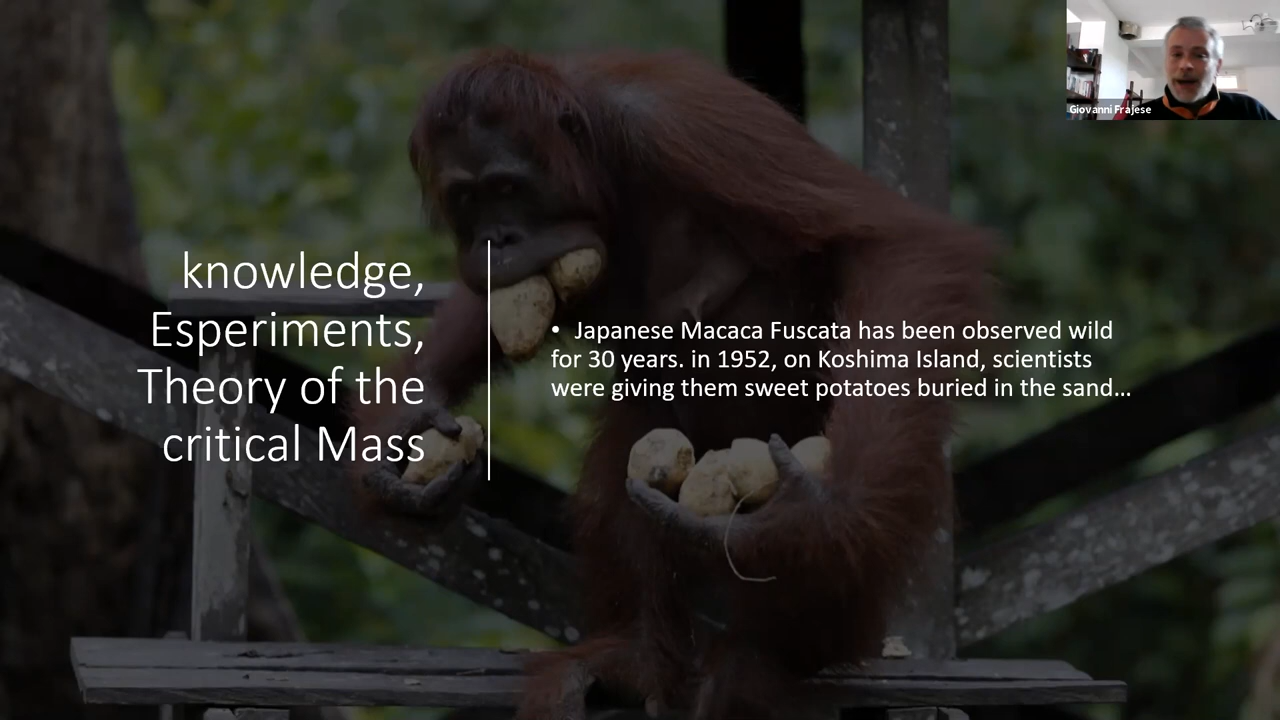 Giovanni Frajese
knowledge,
Esperiments,
Theory of the
critical Mass
• Japanese Macaca Fuscata has been observed wild
for 30 years. in 1952, on Koshima Island, scientists
were giving them sweet potatoes buried in the sand...